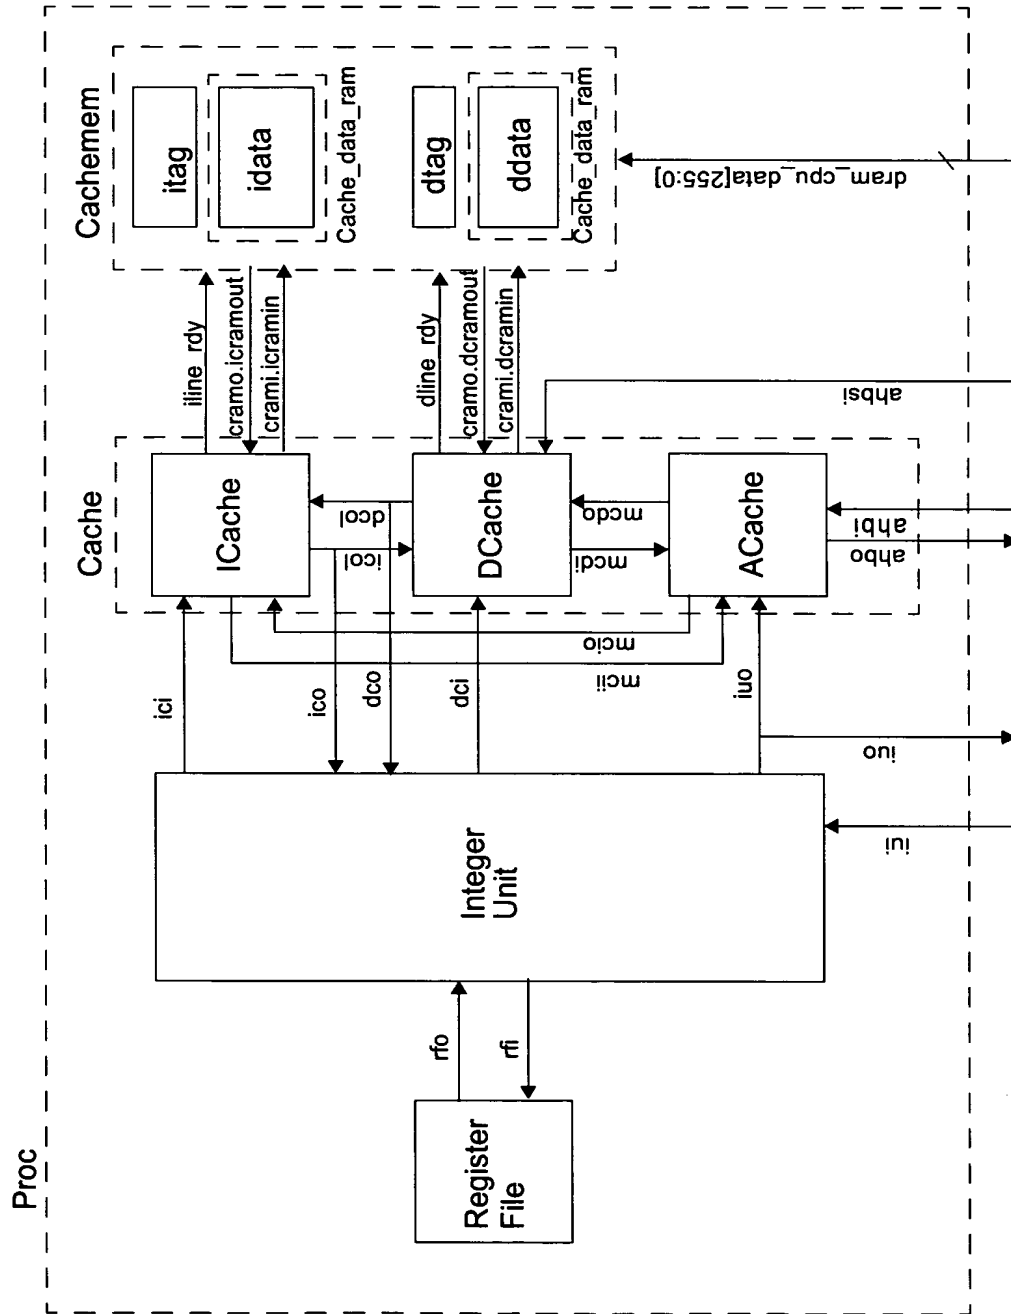 Proc
Cachemem
itag
idata
Cache_data_ram
dtag
ddata
Cache_data_ram
dram_cpu_data[255:0]
iline_rdy
cramo.icramout
crami.icramin
dline_rdy
cramo.dcramout
crami.dcramin
ahbsi
Cache
ICache
dcol
icol
DCache
mcdo
mcdi
ACache
ahbi
ahbo
mcio
mcii
ici
ico
dco
dci
iuo
iuo
iui
Integer
Unit
rfo
rfi
Register
File